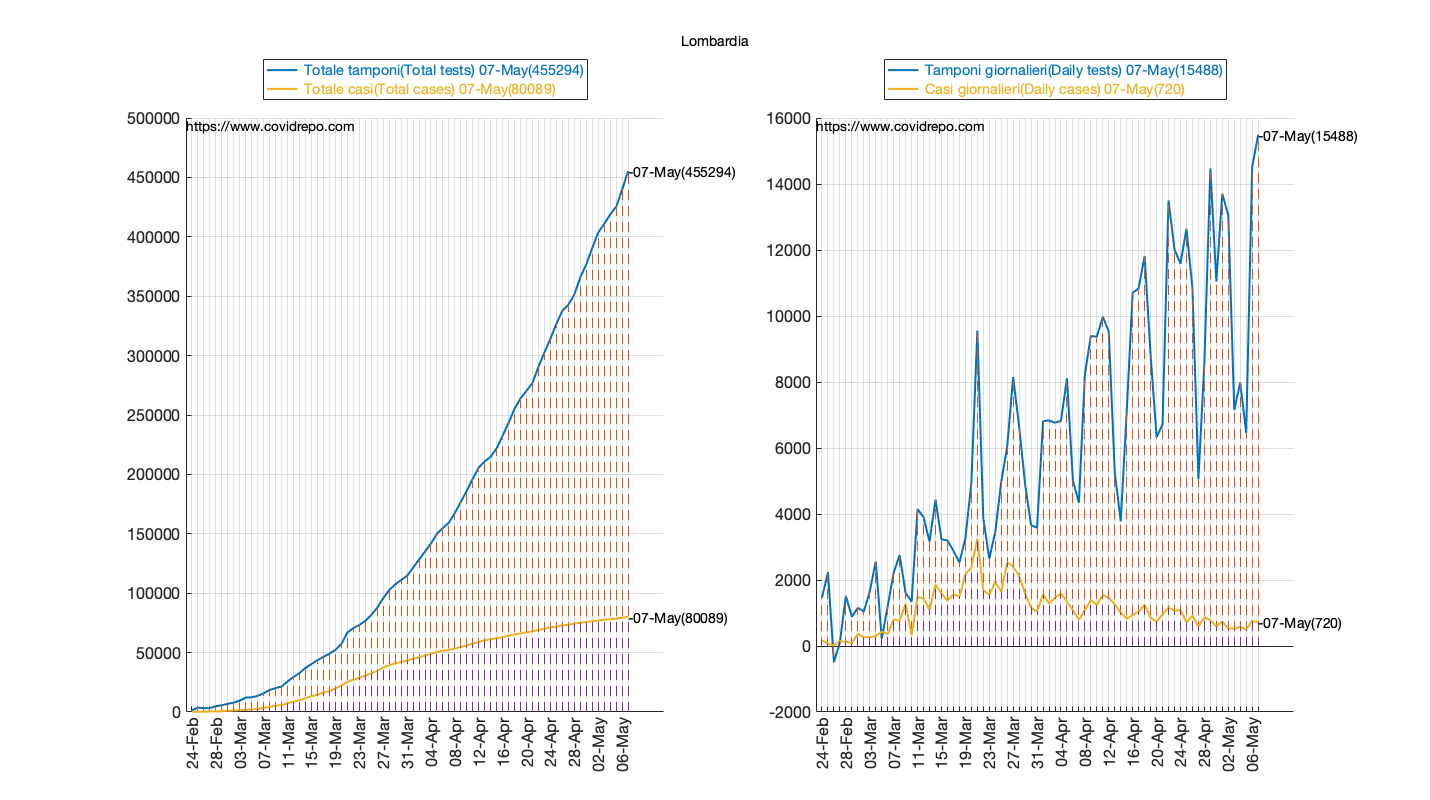 Lombardia
Totale tamponi(Total tests) 07-May(455294)
Totale casi(Total cases) 07-May(80089)
500000
450000
400000
350000
300000
250000
200000
150000
100000
50000
0
https://www.covidrepo.com
07-May(455294)
07-May(80089)
24-Feb
28-Feb
03-Mar
07-Mar
11-Mar
15-Mar
19-Mar
23-Mar
27-Mar
31-Mar
04-Apr
08-Apr
12-Apr
16-Apr
20-Apr
24-Apr
28-Apr
02-May
06-May
Tamponi giornalieri(Daily tests) 07-May(15488)
Casi giornalieri(Daily cases) 07-May(720)
16000
14000
12000
10000
8000
6000
4000
2000
0
-2000
https://www.covidrepo.com
07-May(15488)
07-May(720)
24-Feb
28-Feb
03-Mar
07-Mar
11-Mar
15-Mar
19-Mar
23-Mar
27-Mar
31-Mar
04-Apr
08-Apr
12-Apr
16-Apr
20-Apr
24-Apr
28-Apr
02-May
06-May